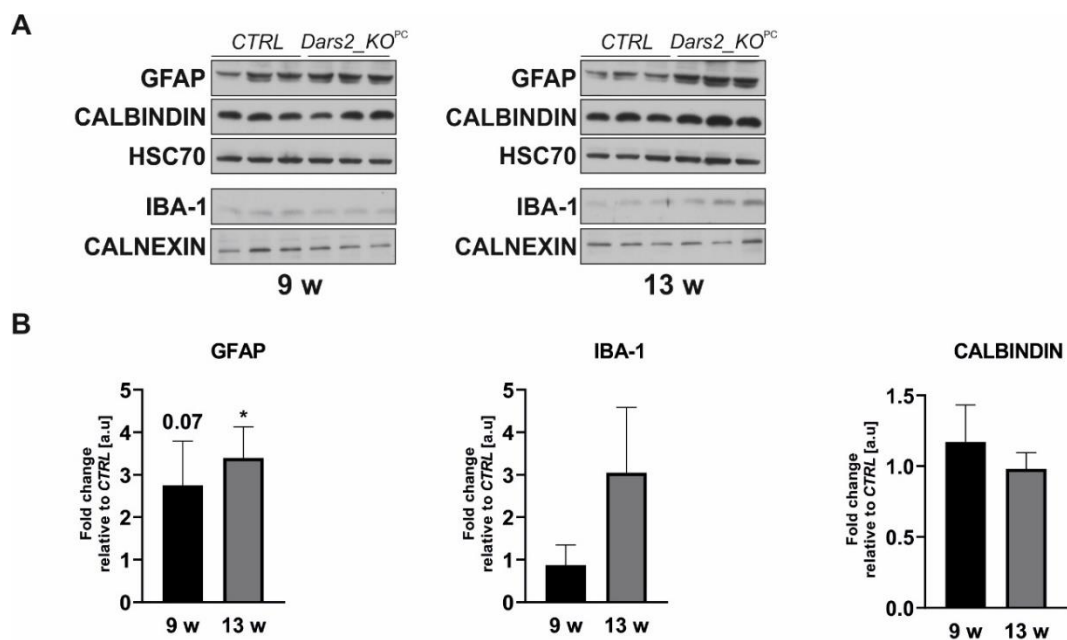 A
CTRL Dars2_KO^PC CTRL Dars2_KO^PC
GFAP GFAP
CALBINDIN CALBINDIN
HSC70 HSC70
IBA-1 IBA-1
CALNEXIN CALNEXIN
9 w 13 w
B
GFAP
Fold change
relative to CTRL [a.u]
5
4
3
2
1
0
0.07
*
9 w 13 w
IBA-1
Fold change
relative to CTRL [a.u]
5
4
3
2
1
0
9 w 13 w
CALBINDIN
Fold change
relative to CTRL [a.u]
1.5
1.0
0.5
0.0
9 w 13 w